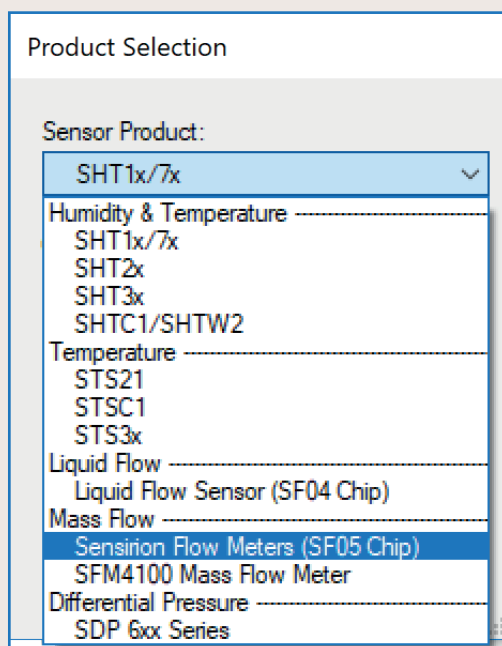 Product Selection
Sensor Product:
SHT1x/7x
Humidity & Temperature
SHT1x/7x
SHT2x
SHT3x
SHTC1/SHTW2
Temperature
STS21
STSC1
STS3x
Liquid Flow
Liquid Flow Sensor (SF04 Chip)
Mass Flow
Sensirion Flow Meters (SF05 Chip)
SFM4100 Mass Flow Meter
Differential Pressure
SDP 6xx Series